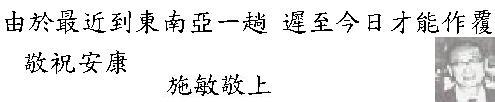 由於最近到東南亞一趟 遲至今日才能作覆
敬祝安康
施敏敬上